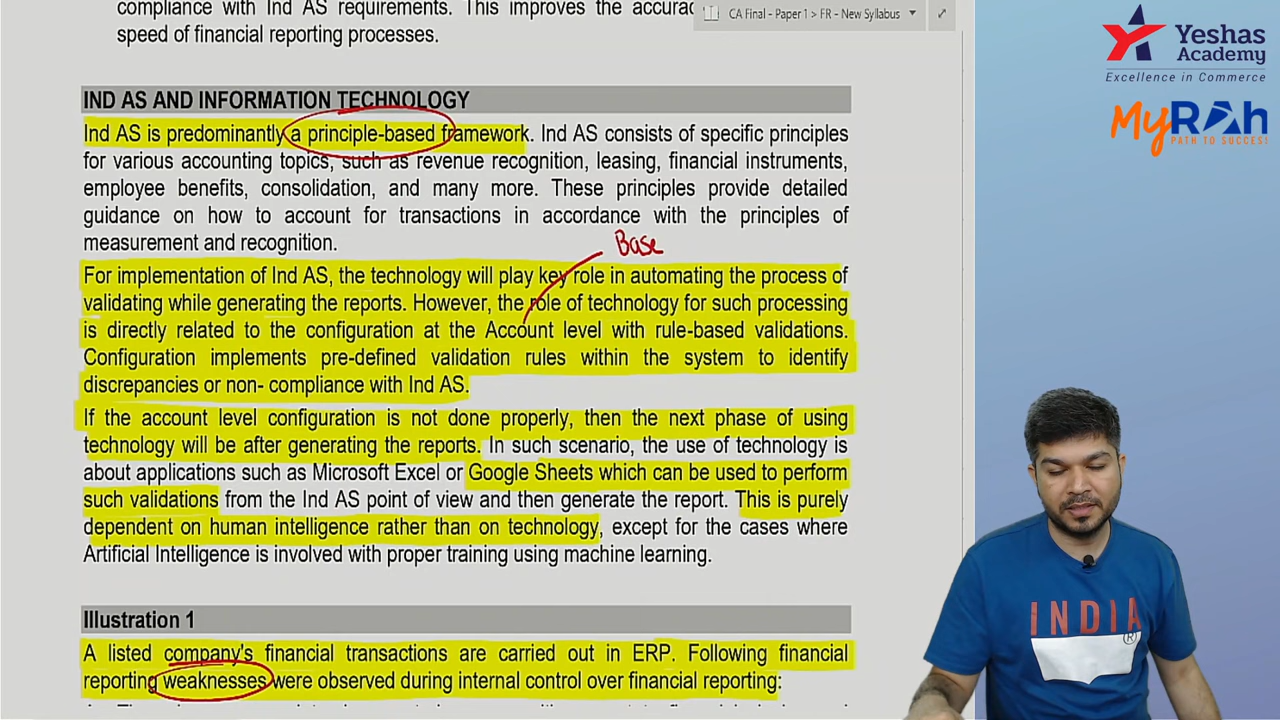 compliance with Ind AS requirements. This improves the
speed of financial reporting processes.
CA Final - Paper 1 > FR - New Syllabus
Yeshas
Academy
Excellence in Commerce
MyRAh
PATH TO SUCCESS
IND AS AND INFORMATION TECHNOLOGY
Ind AS is predominantly a principle-based framework. Ind AS consists of specific principles
for various accounting topics, such as revenue recognition, leasing, financial instruments,
employee benefits, consolidation, and many more. These principles provide detailed
guidance on how to account for transactions in accordance with the principles of
measurement and recognition.
Base
For implementation of Ind AS, the technology will play key role in automating the process of
validating while generating the reports. However, the role of technology for such processing
is directly related to the configuration at the Account level with rule-based validations.
Configuration implements pre-defined validation rules within the system to identify
discrepancies or non- compliance with Ind AS.
If the account level configuration is not done properly, then the next phase of using
technology will be after generating the reports. In such scenario, the use of technology is
about applications such as Microsoft Excel or Google Sheets which can be used to perform
such validations from the Ind AS point of view and then generate the report. This is purely
dependent on human intelligence rather than on technology, except for the cases where
Artificial Intelligence is involved with proper training using machine learning.
Illustration 1
A listed company's financial transactions are carried out in ERP. Following financial
reporting weaknesses were observed during internal control over financial reporting:
INDIA
®